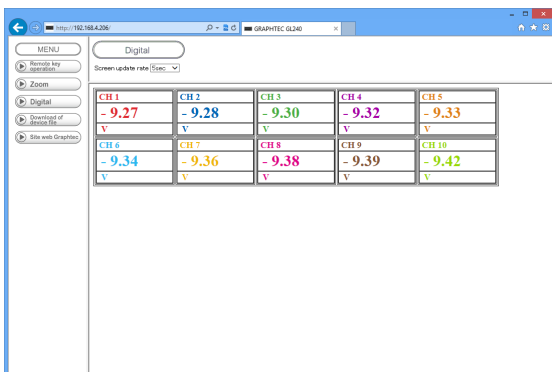 http://192.168.4.206/
GRAPHTEC GL240
MENU
Remote key operation
Zoom
Digital
Download of device file
Site web Graphtec
Digital
Screen update rate 5sec
CH 1 CH 2 CH 3 CH 4 CH 5
- 9.27 - 9.28 - 9.30 - 9.32 - 9.33
V V V V V
CH 6 CH 7 CH 8 CH 9 CH 10
- 9.34 - 9.36 - 9.38 - 9.39 - 9.42
V V V V V